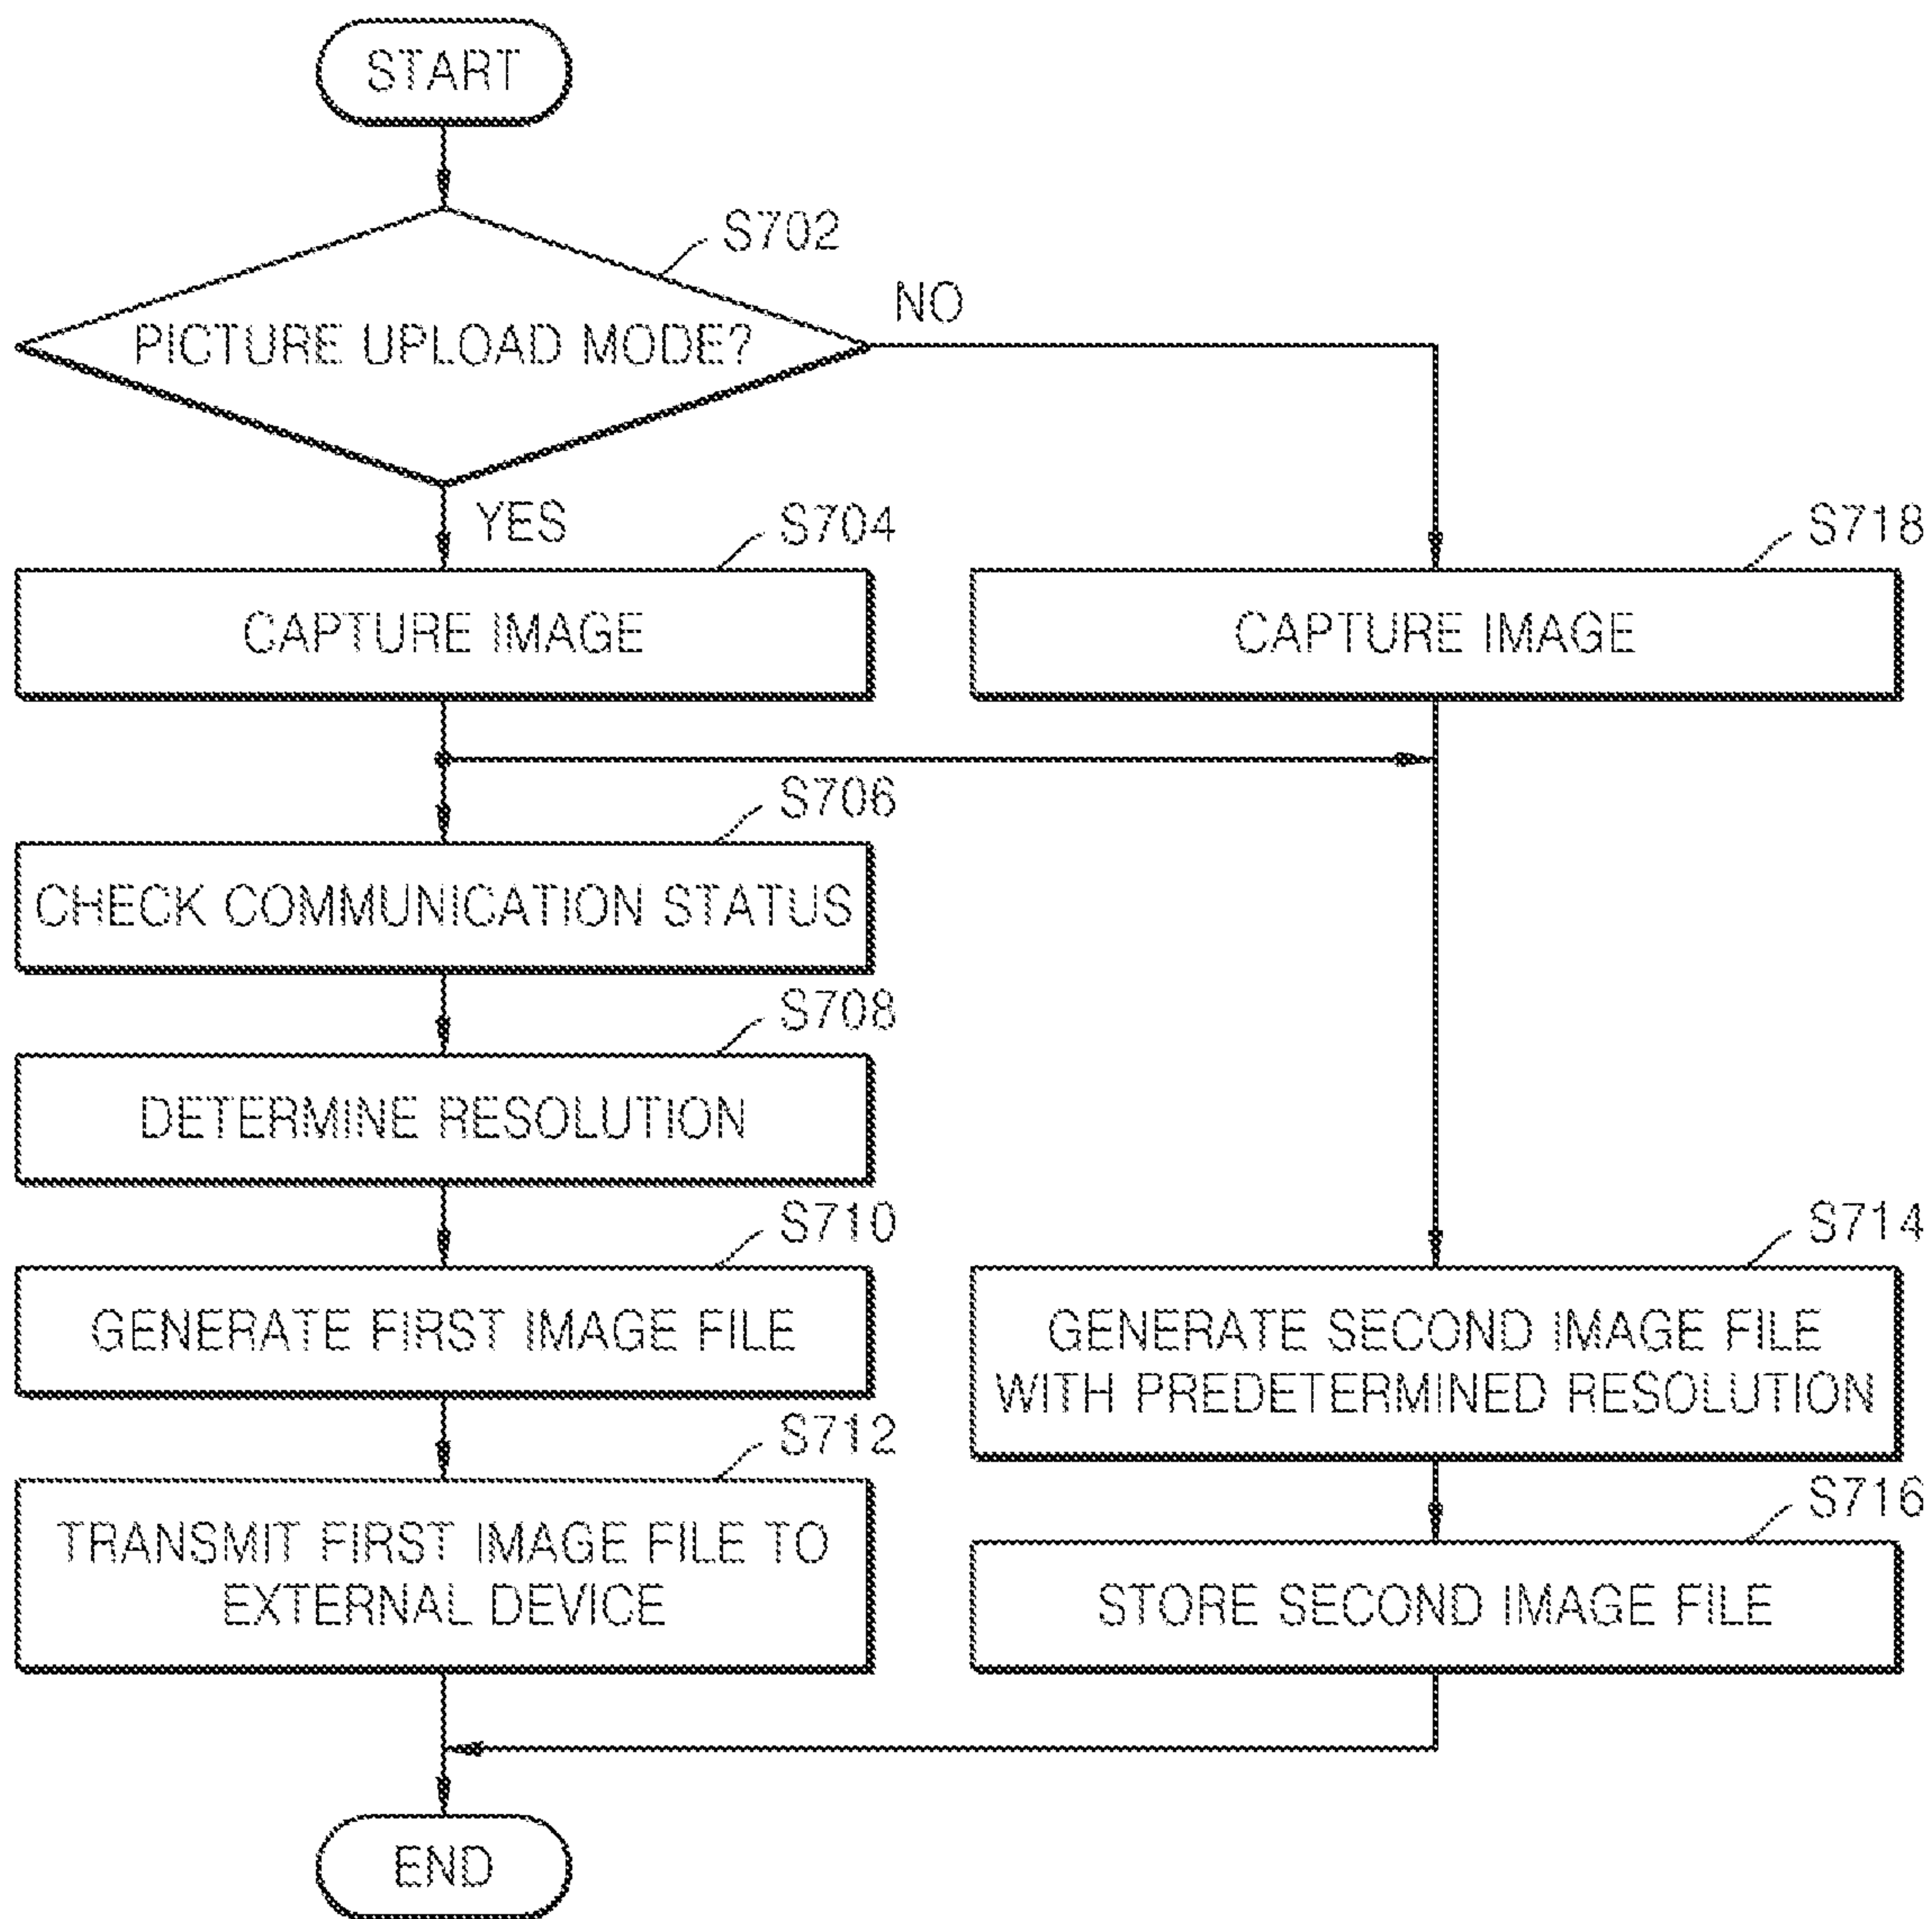 START
S702
NO
PICTURE UPLOAD MODE?
YES
S704
S718
CAPTURE IMAGE
CAPTURE IMAGE
S706
CHECK COMMUNICATION STATUS
S708
DETERMINE RESOLUTION
S710
S714
GENERATE FIRST IMAGE FILE
GENERATE SECOND IMAGE FILE
WITH PREDETERMINED RESOLUTION
S712
S716
TRANSMIT FIRST IMAGE FILE TO
EXTERNAL DEVICE
STORE SECOND IMAGE FILE
END